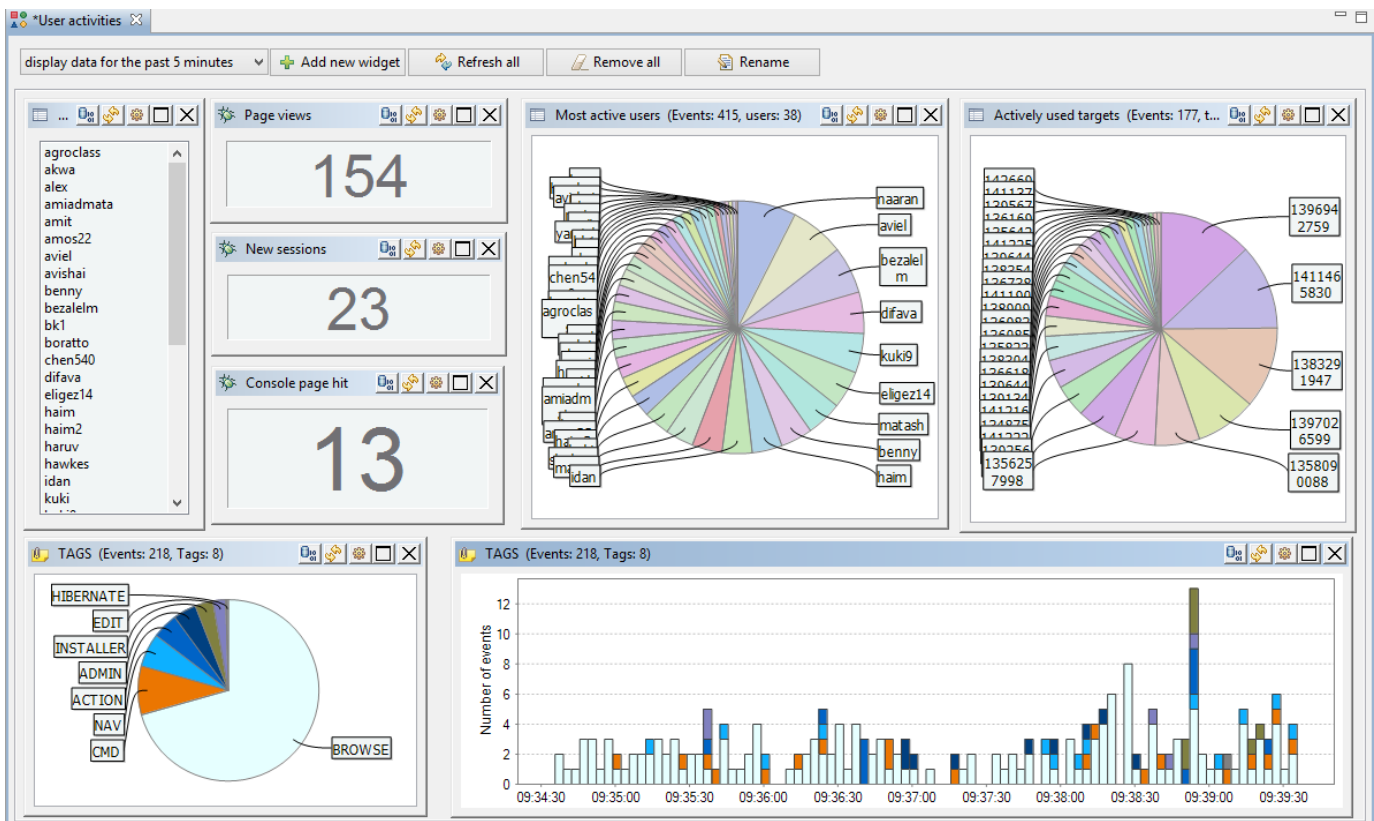 *User activities
display data for the past 5 minutes
Add new widget
Refresh all
Remove all
Rename
...
agroclass
akwa
alex
amiadmata
amit
amos22
aviel
avishai
benny
bezalelm
bk1
boratto
chen540
difava
eligez14
haim
haim2
haruv
hawkes
idan
kuki
Page views
154
New sessions
23
Console page hit
13
Most active users (Events: 415, users: 38)
chen54
agroclas
amiadm
idan
naaran
aviel
bezalel
m
difava
kuki9
eligez14
matash
benny
haim
Actively used targets (Events: 177, t...
135625
7998
139694
2759
141146
5830
138329
1947
139702
6599
135809
0088
TAGS (Events: 218, Tags: 8)
HIBERNATE
EDIT
INSTALLER
ADMIN
ACTION
NAV
CMD
BROWSE
TAGS (Events: 218, Tags: 8)
Number of events
12
10
8
6
4
2
0
09:34:30 09:35:00 09:35:30 09:36:00 09:36:30 09:37:00 09:37:30 09:38:00 09:38:30 09:39:00 09:39:30